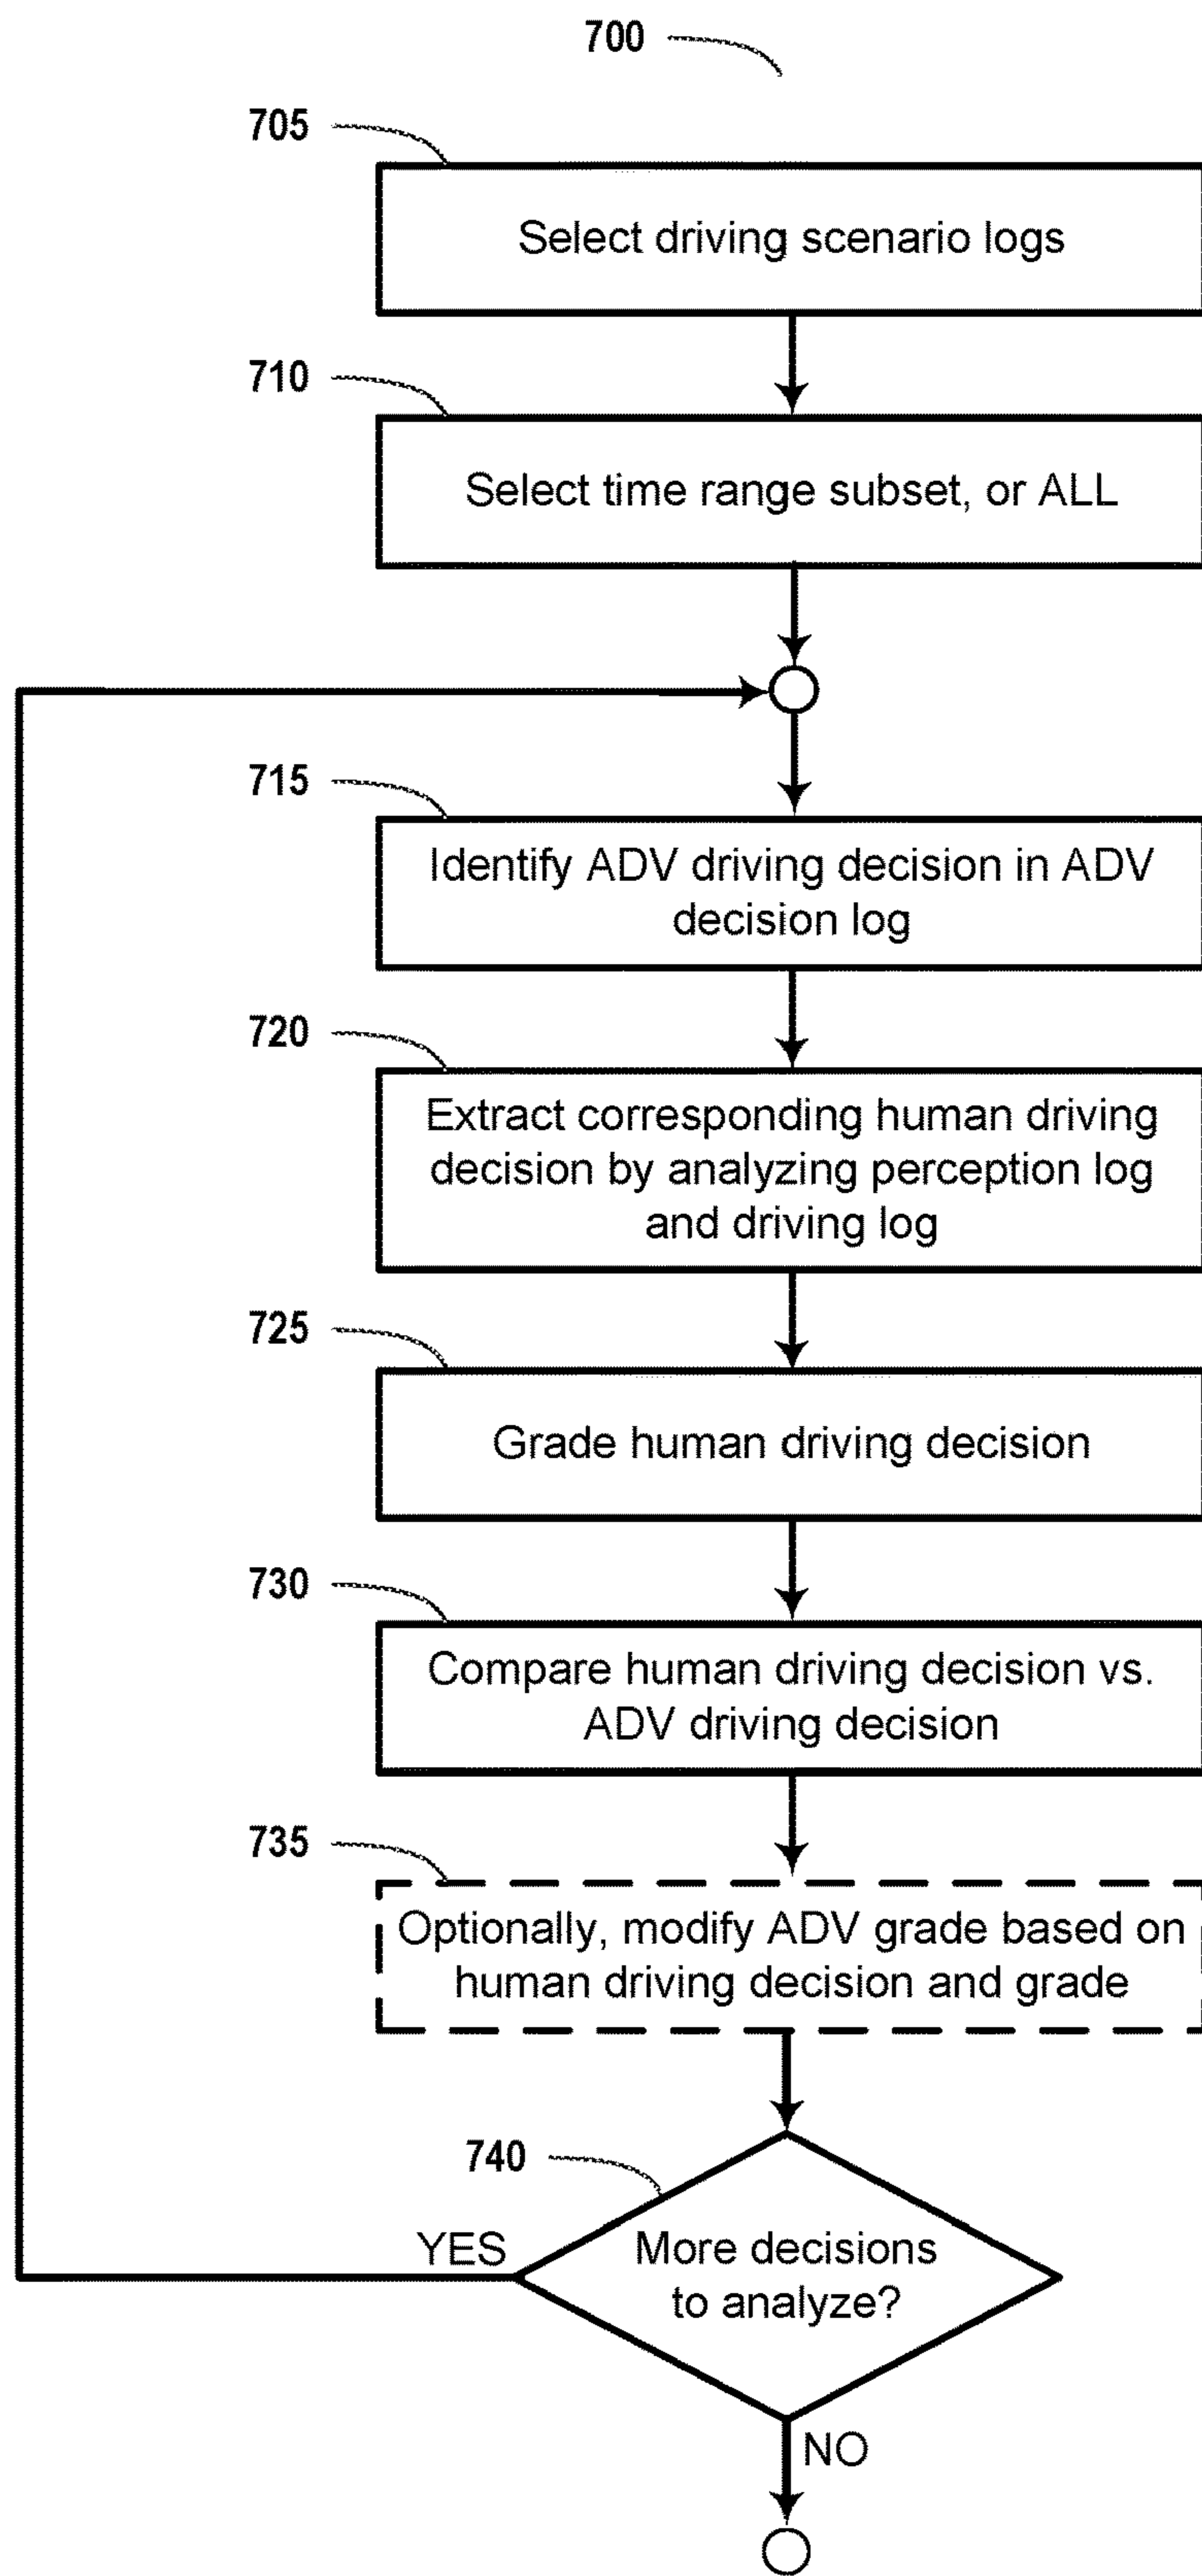 700
705
Select driving scenario logs
710
Select time range subset, or ALL
715
Identify ADV driving decision in ADV
decision log
720
Extract corresponding human driving
decision by analyzing perception log
and driving log
725
Grade human driving decision
730
Compare human driving decision vs.
ADV driving decision
735
Optionally, modify ADV grade based on
human driving decision and grade
740
YES
More decisions
to analyze?
NO